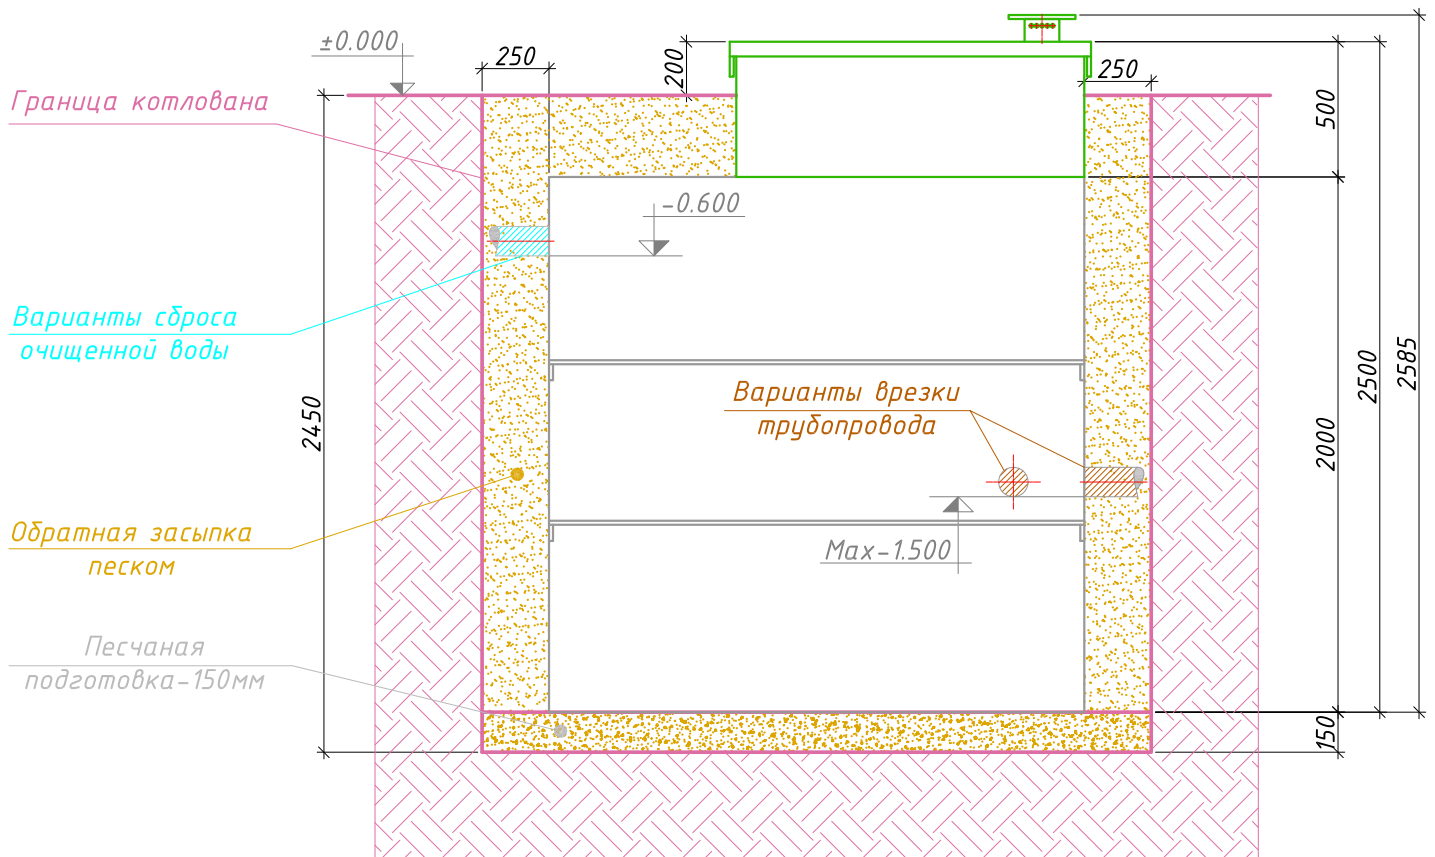 ±0.000
250
200
250
Граница котлована
500
-0.600
Варианты сброса
очищенной воды
2585
2500
Варианты врезки
трубопровода
2450
2000
Обратная засыпка
песком
Max-1.500
Песчаная
подготовка-150мм
150